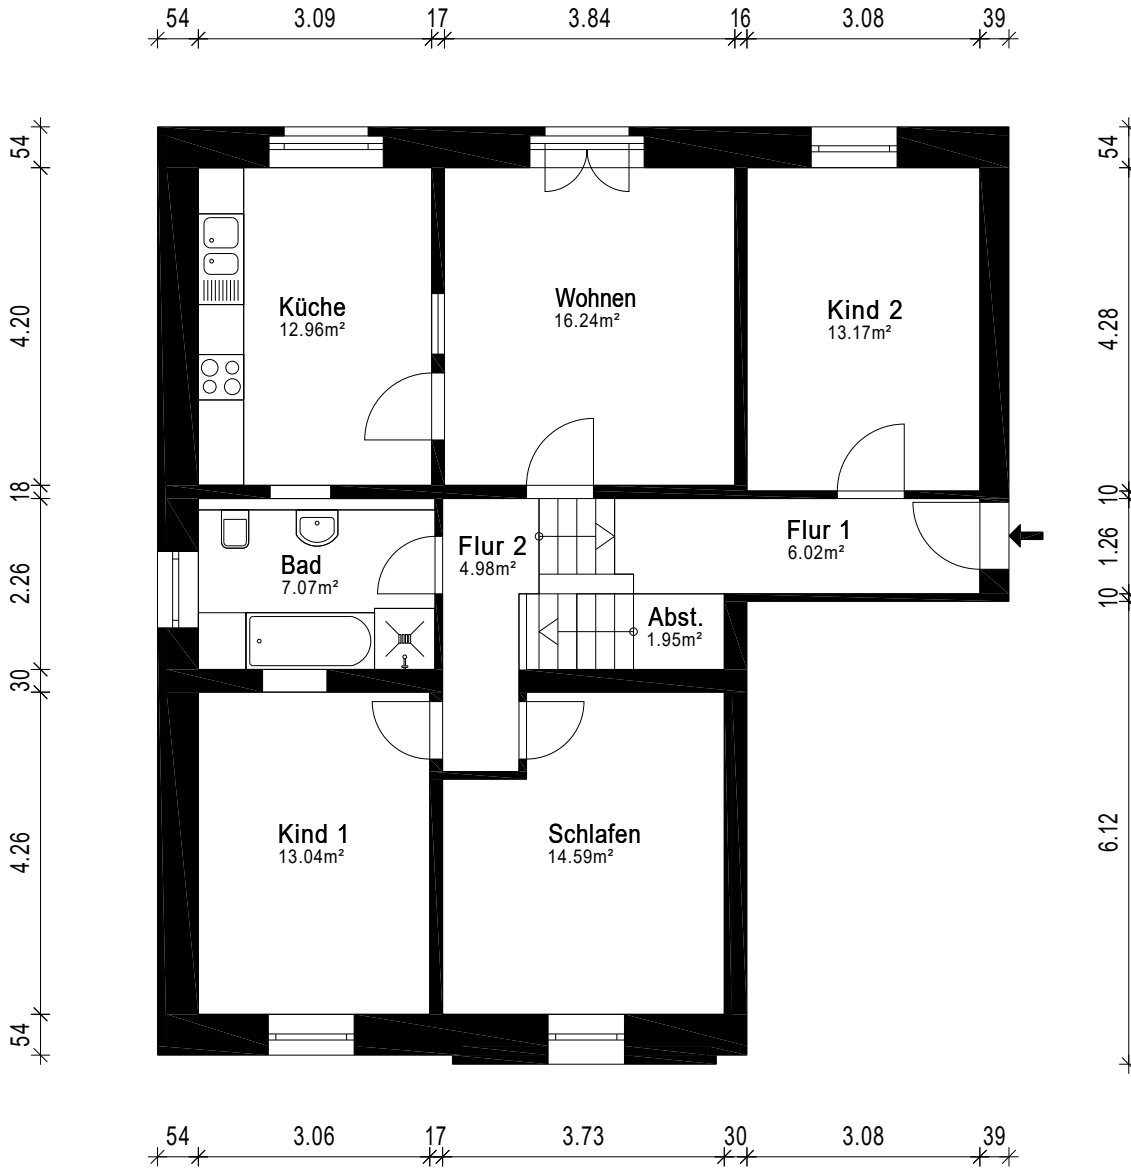 54 3.09 17 3.84 16 3.08 39
54
4.20
18
2.26
30
4.26
54
Küche
12.96m²
Wohnen
16.24m²
Kind 2
13.17m²
Bad
7.07m²
Flur 2
4.98m²
Flur 1
6.02m²
Abst.
1.95m²
Kind 1
13.04m²
Schlafen
14.59m²
54
4.28
10
1.26
10
6.12
54 3.06 17 3.73 30 3.08 39